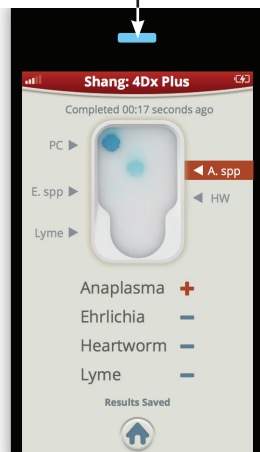 Shang: 4Dx Plus
Completed 00:17 seconds ago
PC
A. spp
E. spp
HW
Lyme
Anaplasma +
Ehrlichia –
Heartworm –
Lyme –
Results Saved